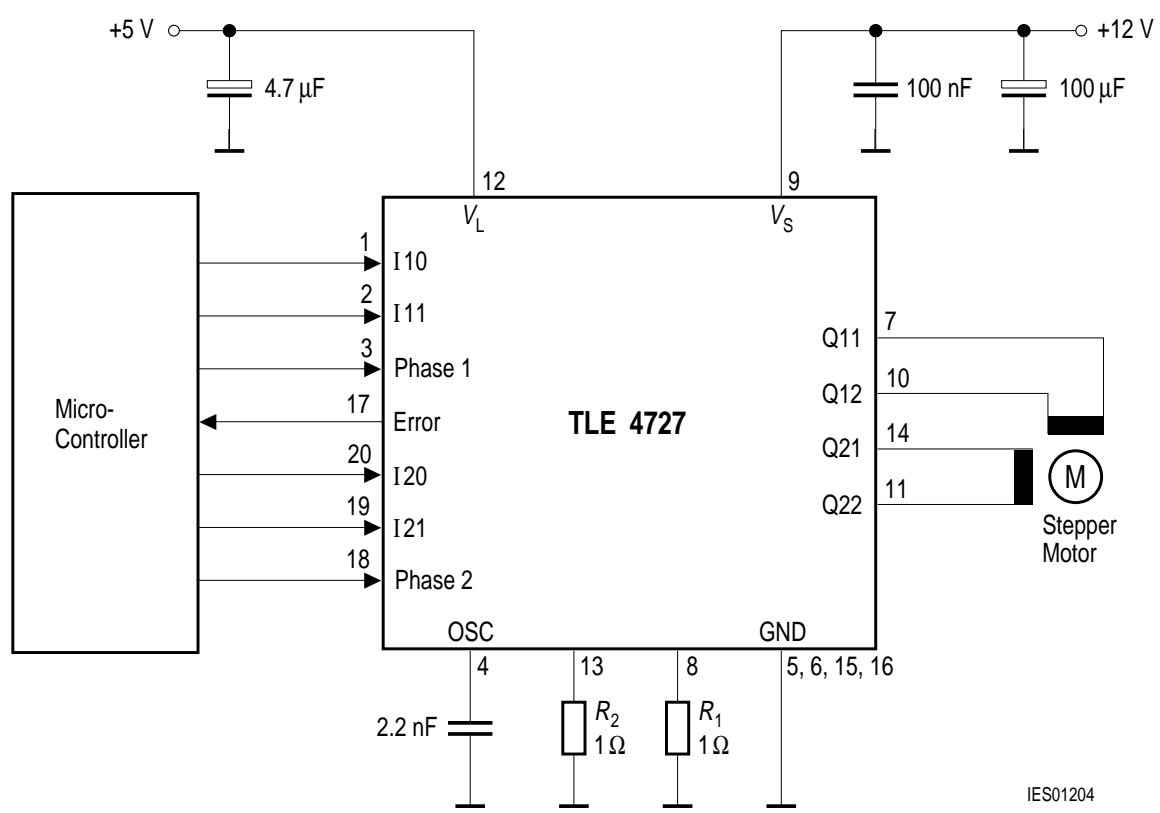 +5 V
+12 V
4.7 µF
100 nF
100 µF
12
9
V_L
V_S
1
I10
2
I11
3
Phase 1
17
Error
20
I20
19
I21
18
Phase 2
Micro-
Controller
TLE 4727
7
Q11
10
Q12
14
Q21
11
Q22
M
Stepper
Motor
OSC
GND
4
13
8
5, 6, 15, 16
2.2 nF
R_2
1 Ω
R_1
1 Ω
IES01204